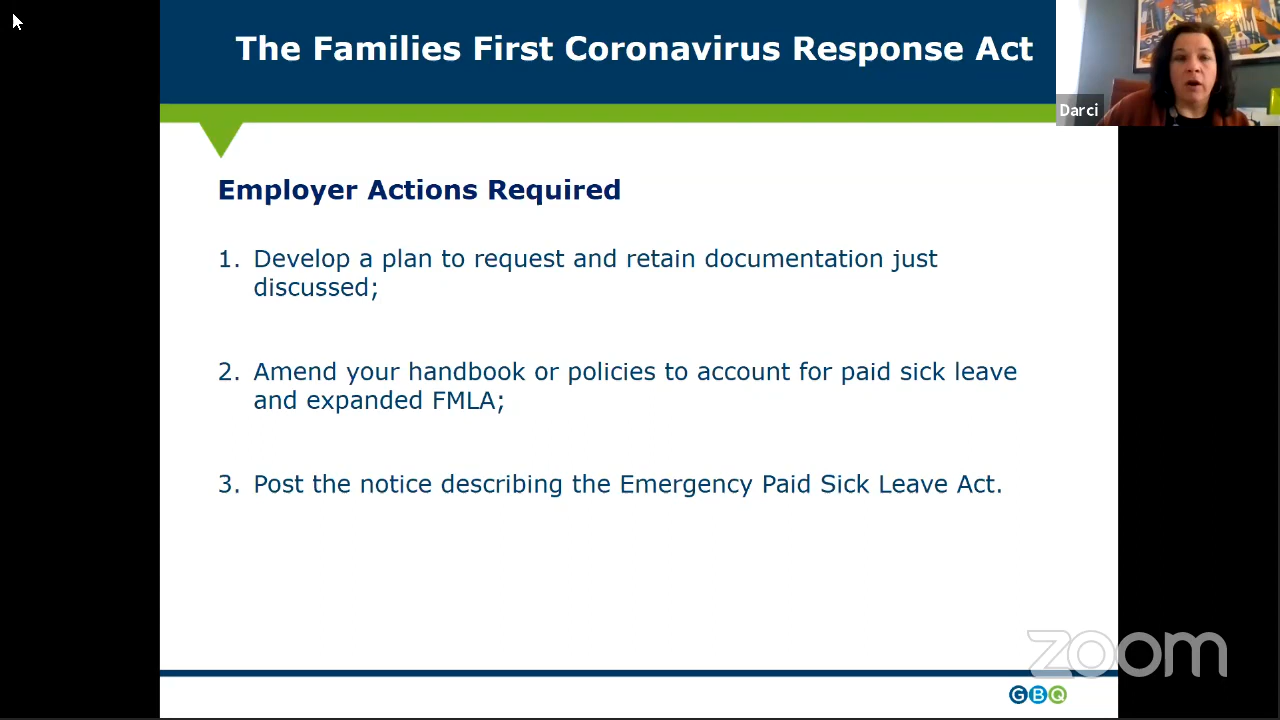 The Families First Coronavirus Response Act
Darci
Employer Actions Required
1. Develop a plan to request and retain documentation just
discussed;
2. Amend your handbook or policies to account for paid sick leave
and expanded FMLA;
3. Post the notice describing the Emergency Paid Sick Leave Act.
zoom
GBQ